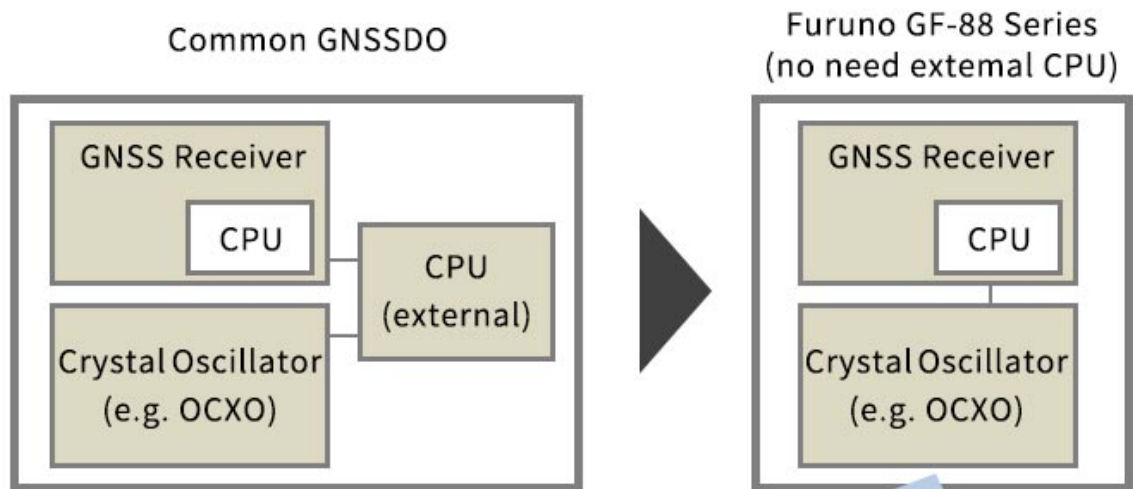 Common GNSSDO
GNSS Receiver
CPU
CPU
(external)
Crystal Oscillator
(e.g. OCXO)
Furuno GF-88 Series
(no need extemal CPU)
GNSS Receiver
CPU
Crystal Oscillator
(e.g. OCXO)